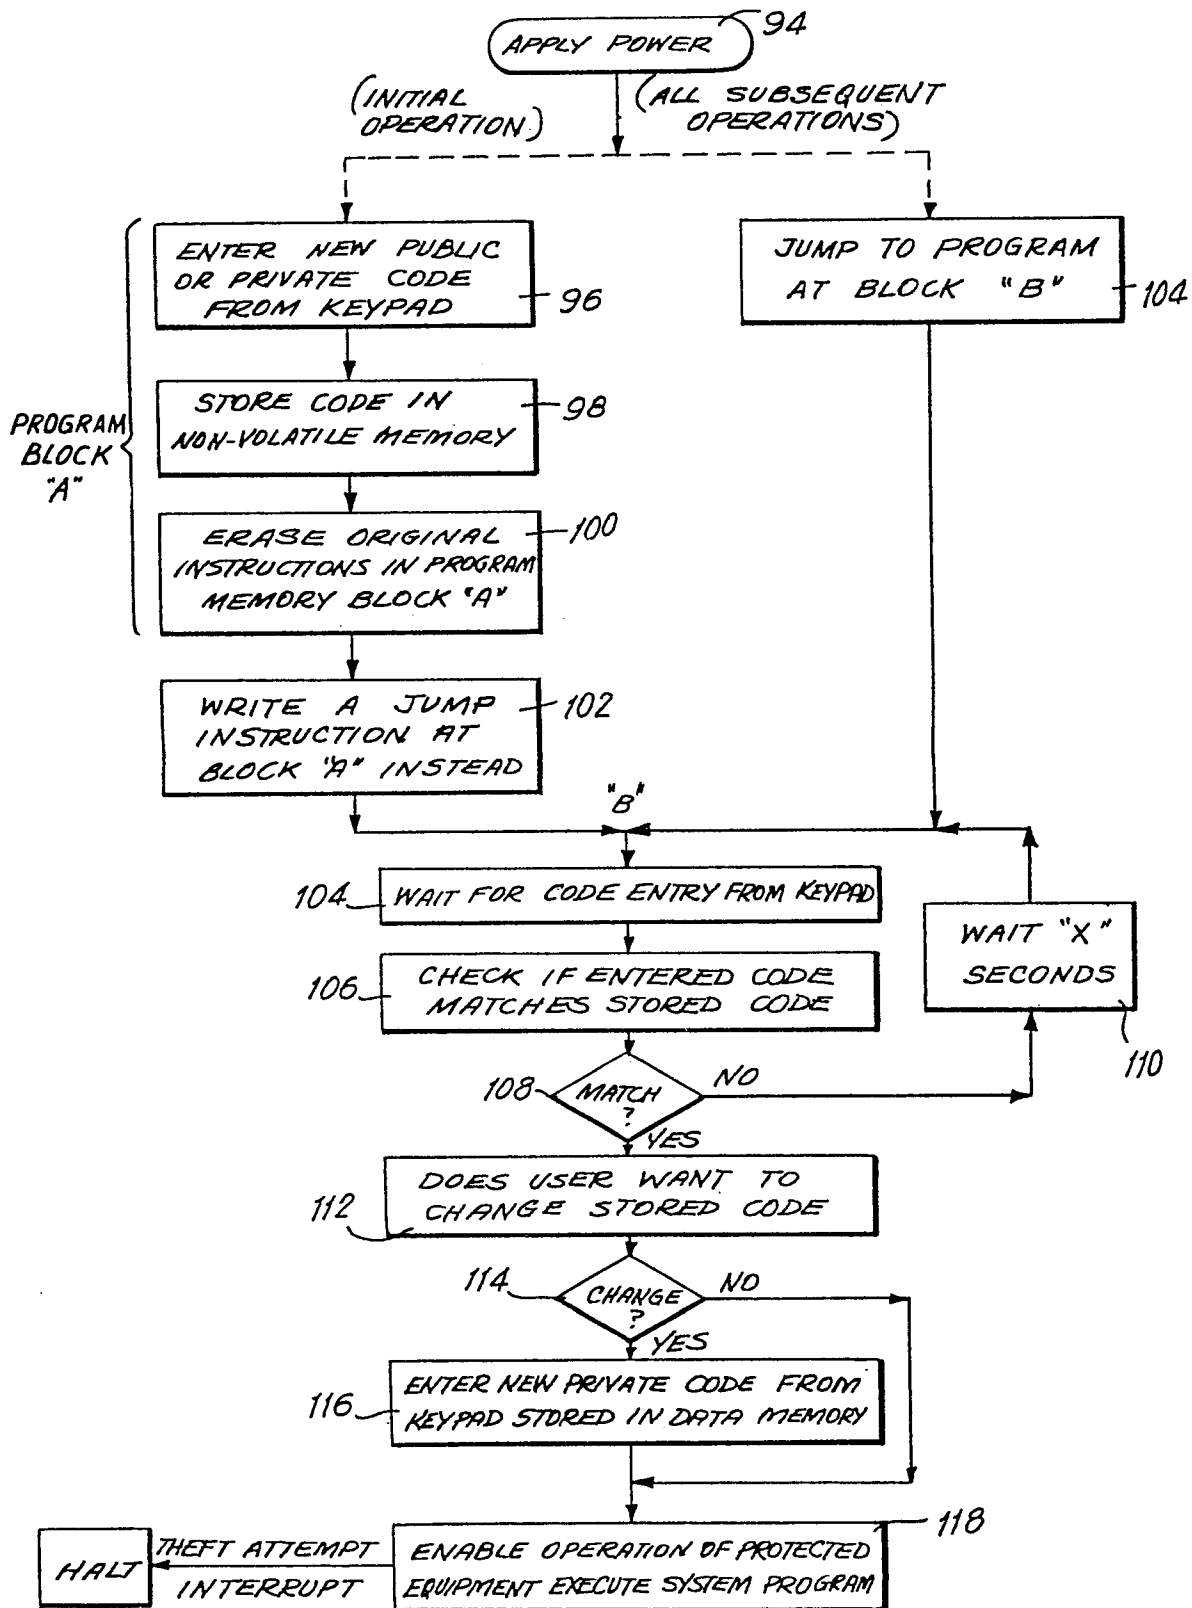 APPLY POWER
94
(INITIAL
OPERATION)
(ALL SUBSEQUENT
OPERATIONS)
ENTER NEW PUBLIC
OR PRIVATE CODE
FROM KEYPAD
96
JUMP TO PROGRAM
AT BLOCK "B"
104
STORE CODE IN
NON-VOLATILE MEMORY
98
PROGRAM
BLOCK
"A"
ERASE ORIGINAL
INSTRUCTIONS IN PROGRAM
MEMORY BLOCK "A"
100
WRITE A JUMP
INSTRUCTION AT
BLOCK "A" INSTEAD
102
"B"
104
WAIT FOR CODE ENTRY FROM KEYPAD
WAIT "X"
SECONDS
110
106
CHECK IF ENTERED CODE
MATCHES STORED CODE
108
MATCH
?
NO
YES
112
DOES USER WANT TO
CHANGE STORED CODE
114
CHANGE
?
NO
YES
116
ENTER NEW PRIVATE CODE FROM
KEYPAD STORED IN DATA MEMORY
118
ENABLE OPERATION OF PROTECTED
EQUIPMENT EXECUTE SYSTEM PROGRAM
THEFT ATTEMPT
INTERRUPT
HALT